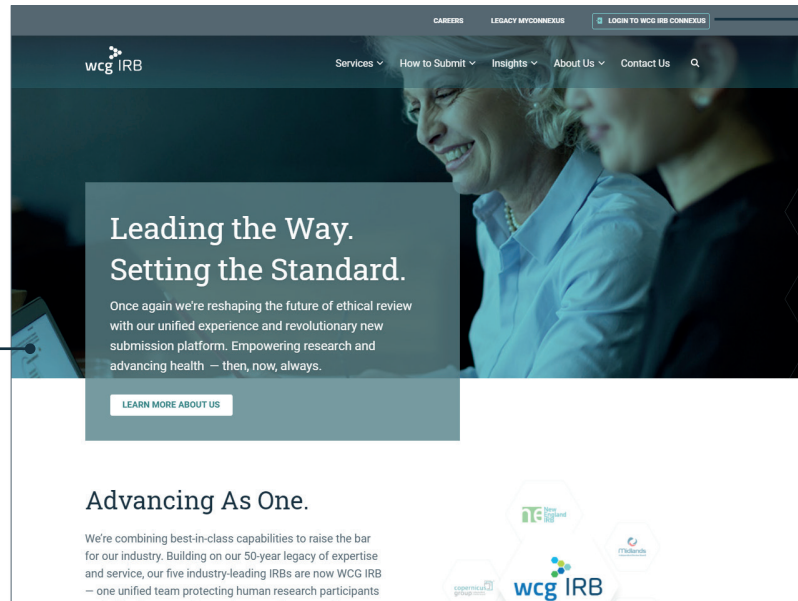 CAREERS LEGACY MYCONNEXUS LOGIN TO WCG IRB CONNEXUS
wcg IRB Services How to Submit Insights About Us Contact Us
Leading the Way.
Setting the Standard.
Once again we're reshaping the future of ethical review
with our unified experience and revolutionary new
submission platform. Empowering research and
advancing health — then, now, always.
LEARN MORE ABOUT US
Advancing As One.
We're combining best-in-class capabilities to raise the bar
for our industry. Building on our 50-year legacy of expertise
and service, our five industry-leading IRBs are now WCG IRB
— one unified team protecting human research participants
New
England
IRB
Midlands
copernicus
group
wcg IRB